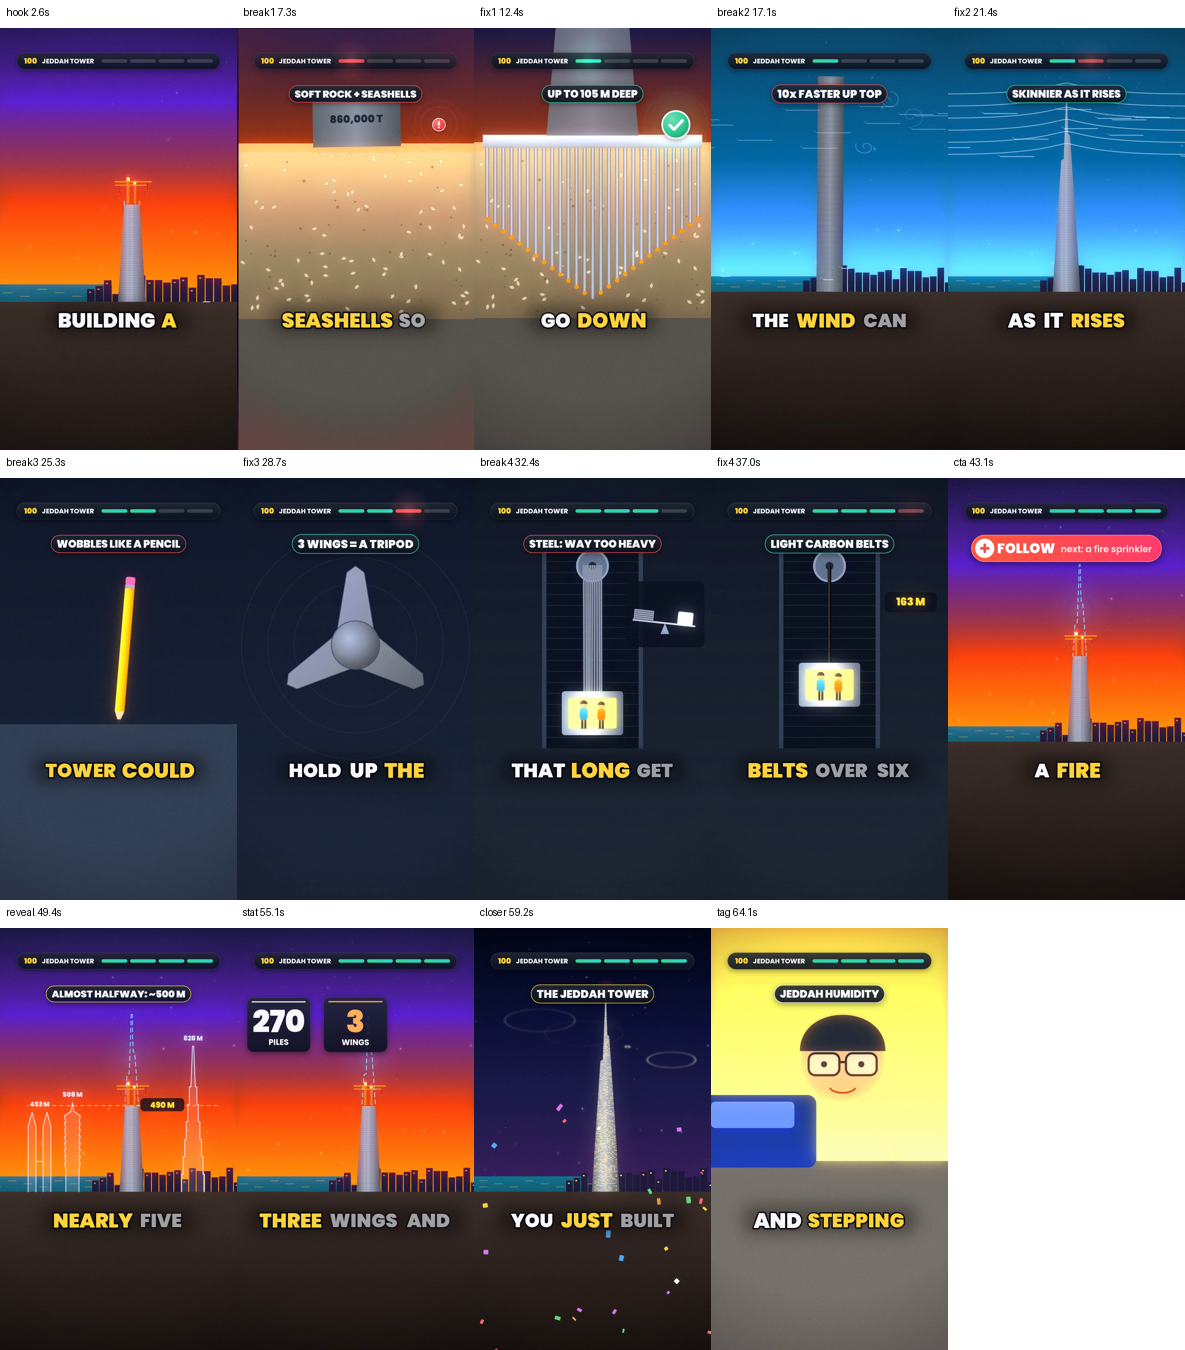 hook 2.6s
100 JEDDAH TOWER
BUILDING A
break1 7.3s
100 JEDDAH TOWER
SOFT ROCK + SEASHELLS
860,000 T
!
SEASHELLS SO
fix1 12.4s
100 JEDDAH TOWER
UP TO 105 M DEEP
GO DOWN
break2 17.1s
100 JEDDAH TOWER
10x FASTER UP TOP
THE WIND CAN
fix2 21.4s
100 JEDDAH TOWER
SKINNIER AS IT RISES
AS IT RISES
break3 25.3s
100 JEDDAH TOWER
WOBBLES LIKE A PENCIL
TOWER COULD
fix3 28.7s
100 JEDDAH TOWER
3 WINGS = A TRIPOD
HOLD UP THE
break4 32.4s
100 JEDDAH TOWER
STEEL: WAY TOO HEAVY
THAT LONG GET
fix4 37.0s
100 JEDDAH TOWER
LIGHT CARBON BELTS
163 M
BELTS OVER SIX
cta 43.1s
100 JEDDAH TOWER
FOLLOW next: a fire sprinkler
A FIRE
reveal 49.4s
100 JEDDAH TOWER
ALMOST HALFWAY: ~500 M
828 M
508 M
452 M
490 M
NEARLY FIVE
stat 55.1s
100 JEDDAH TOWER
270
PILES
3
WINGS
THREE WINGS AND
closer 59.2s
100 JEDDAH TOWER
THE JEDDAH TOWER
YOU JUST BUILT
tag 64.1s
100 JEDDAH TOWER
JEDDAH HUMIDITY
AND STEPPING